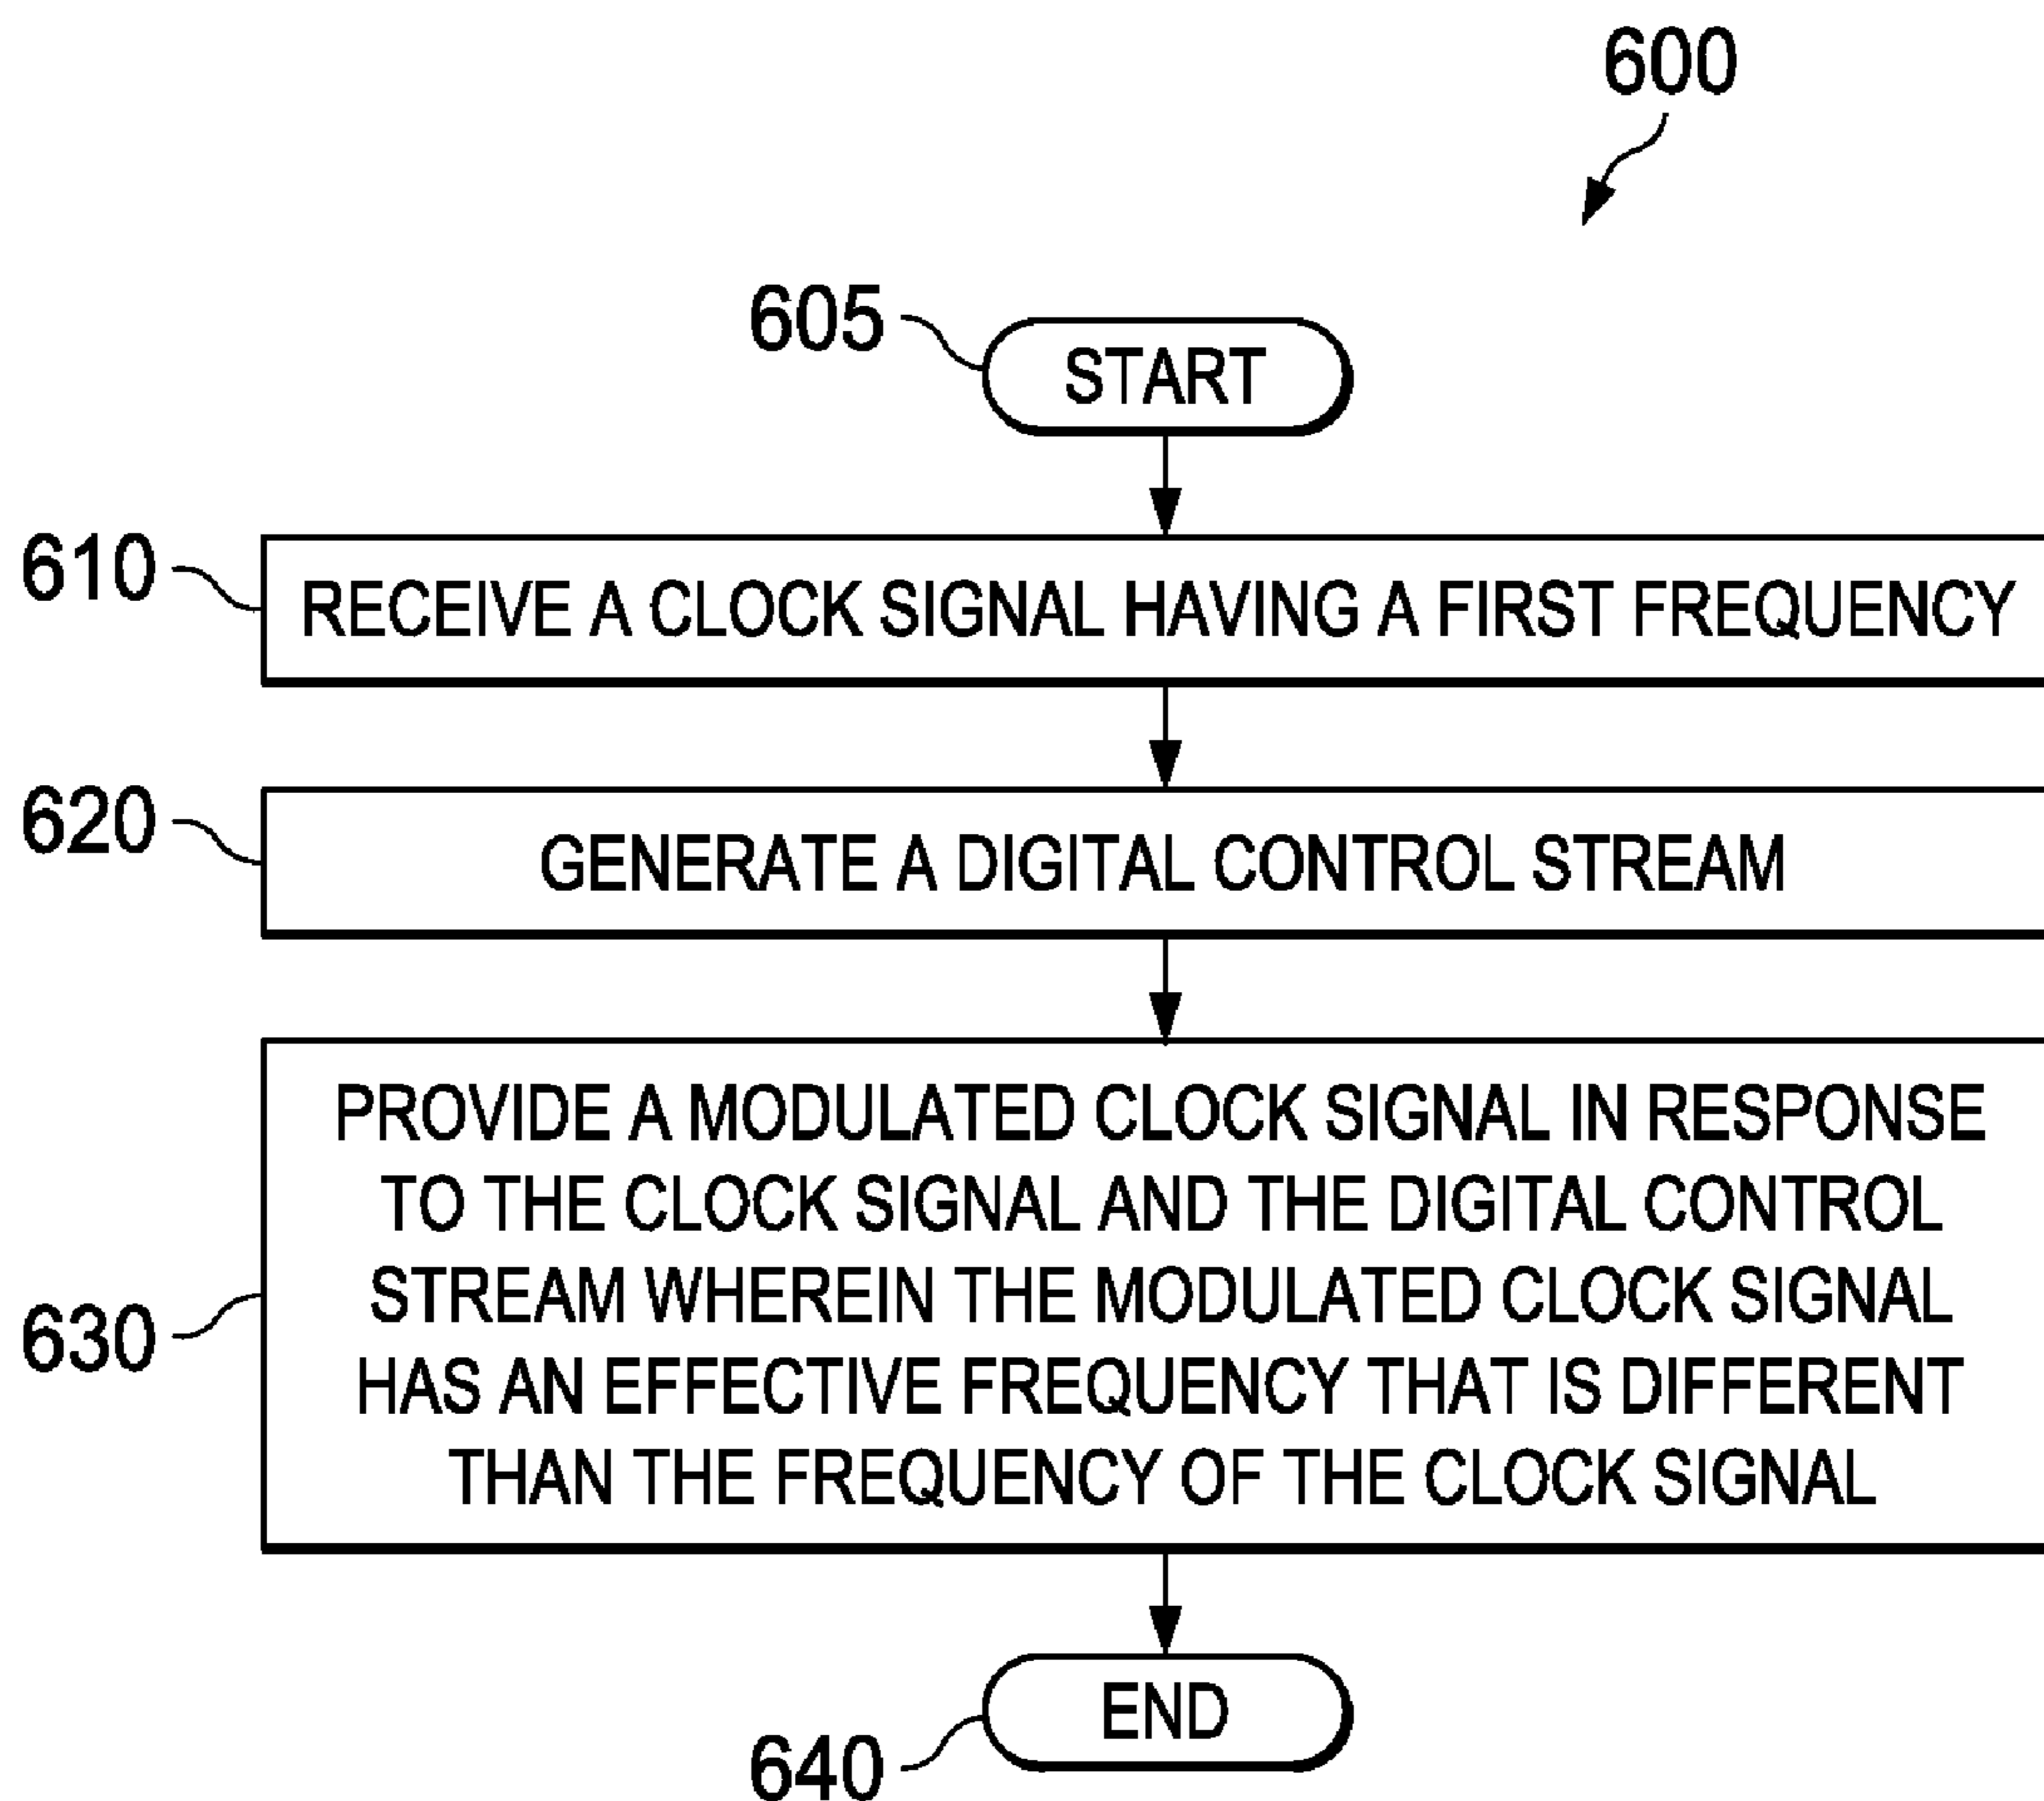 600
605
START
610
RECEIVE A CLOCK SIGNAL HAVING A FIRST FREQUENCY
620
GENERATE A DIGITAL CONTROL STREAM
630
PROVIDE A MODULATED CLOCK SIGNAL IN RESPONSE
TO THE CLOCK SIGNAL AND THE DIGITAL CONTROL
STREAM WHEREIN THE MODULATED CLOCK SIGNAL
HAS AN EFFECTIVE FREQUENCY THAT IS DIFFERENT
THAN THE FREQUENCY OF THE CLOCK SIGNAL
END
640